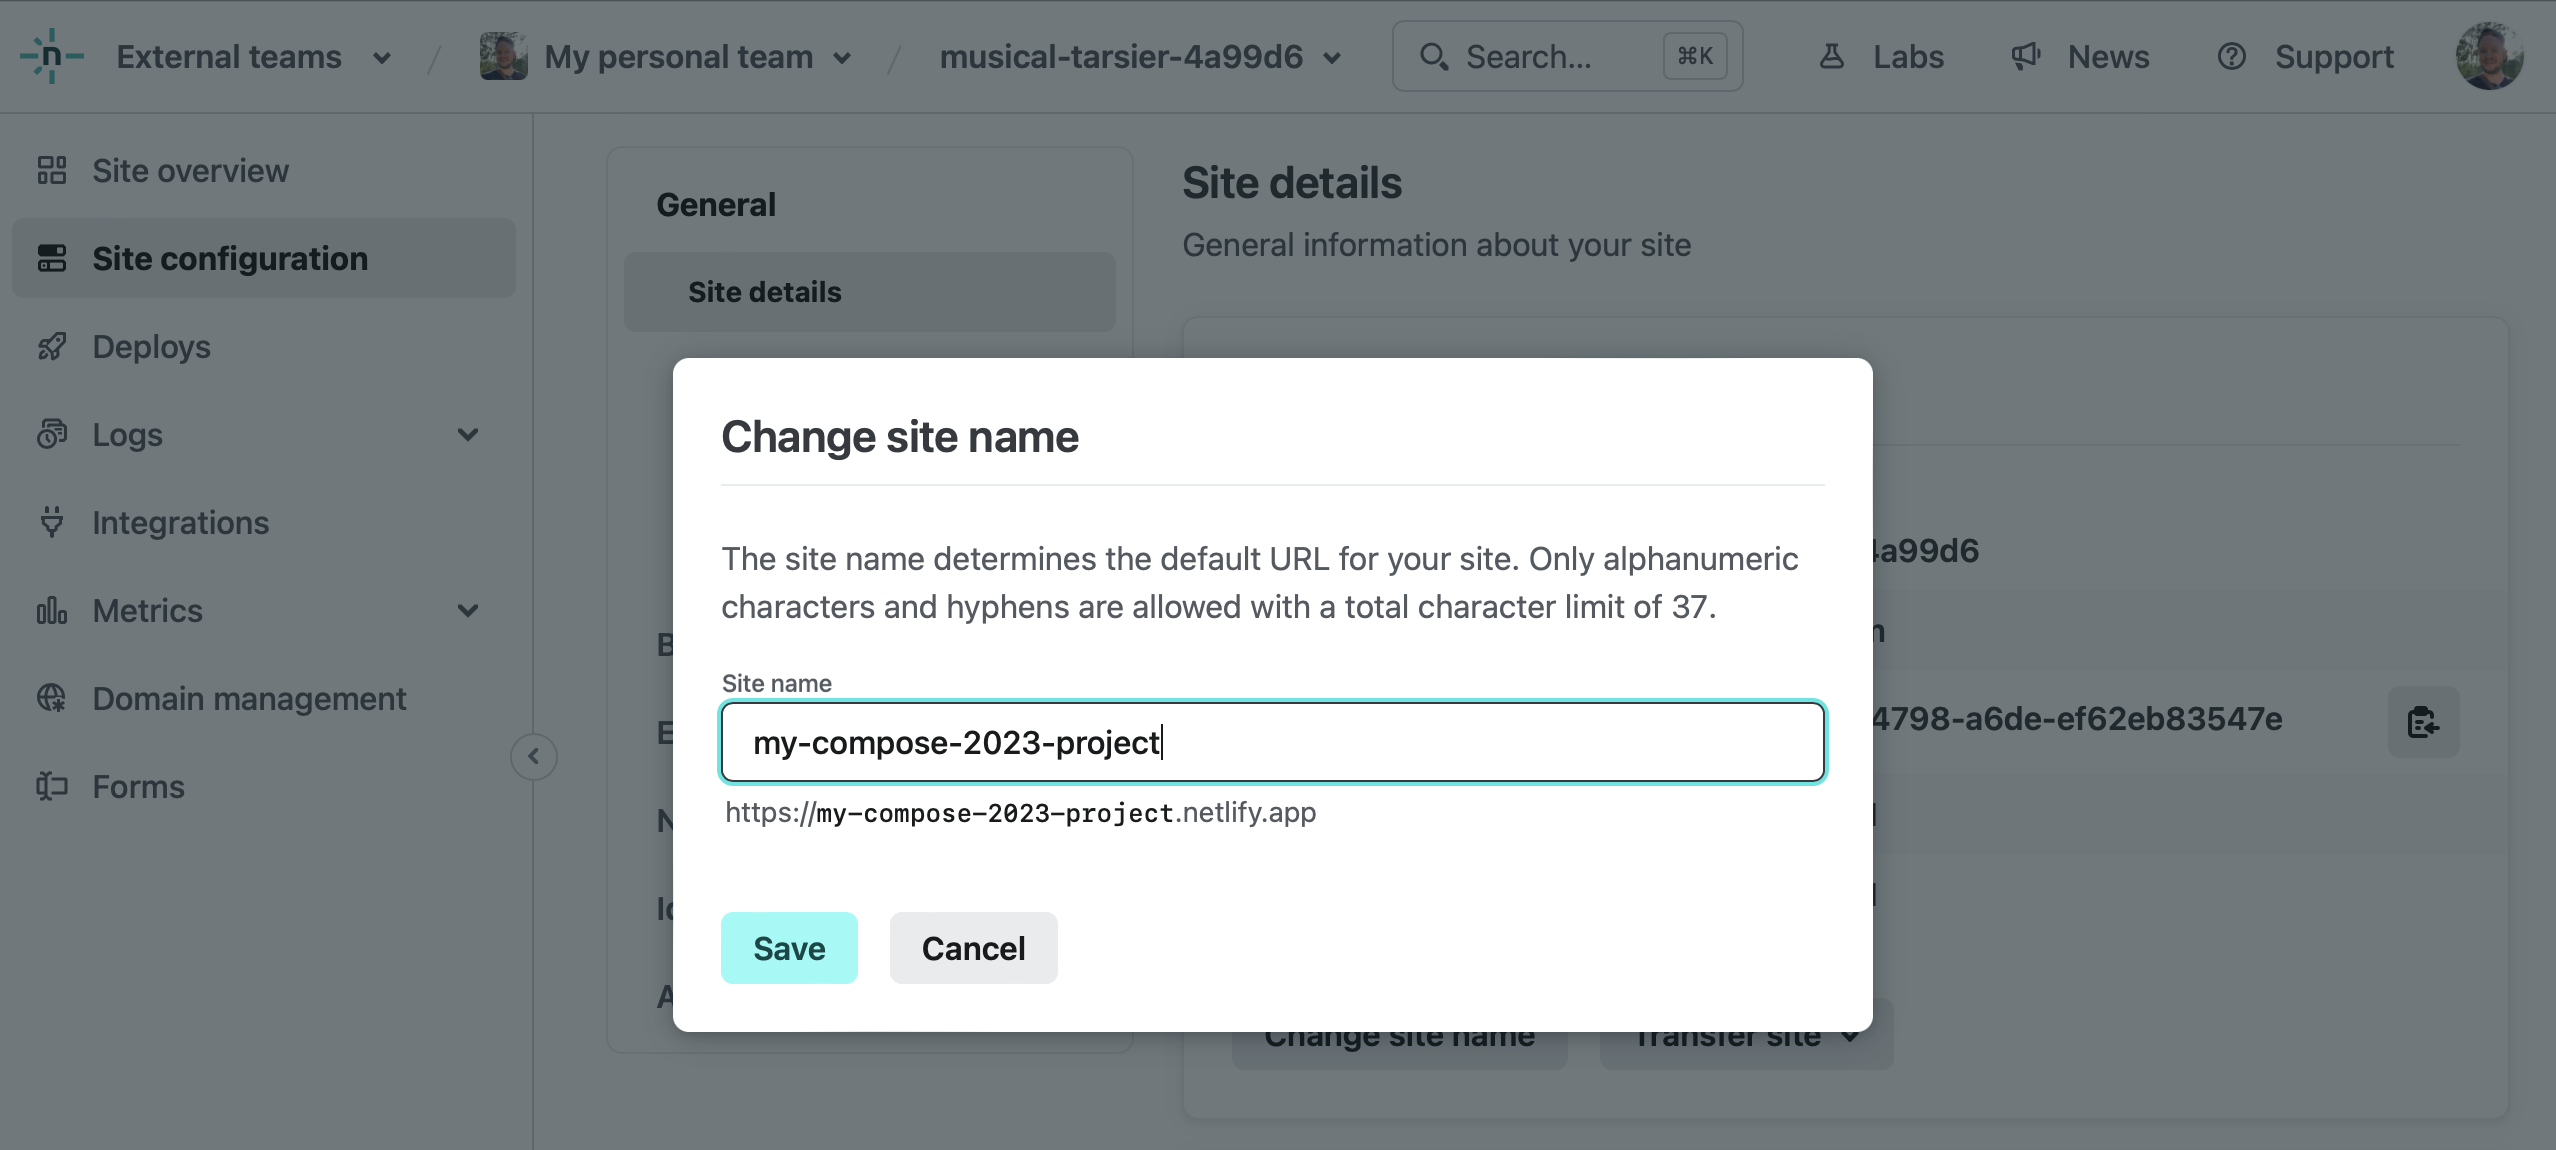 External teams / My personal team / musical-tarsier-4a99d6
Search... ⌘K
Labs
News
Support
Site overview
Site configuration
Deploys
Logs
Integrations
Metrics
Domain management
Forms
General
Site details
Site details
General information about your site
4a99d6
4798-a6de-ef62eb83547e
Change site name
The site name determines the default URL for your site. Only alphanumeric
characters and hyphens are allowed with a total character limit of 37.
Site name
my-compose-2023-project
https://my-compose-2023-project.netlify.app
Save
Cancel
Change site name
Transfer site